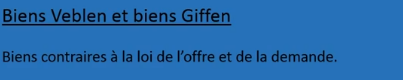 Biens Veblen et biens Giffen
Biens contraires à la loi de l’offre et de la demande.